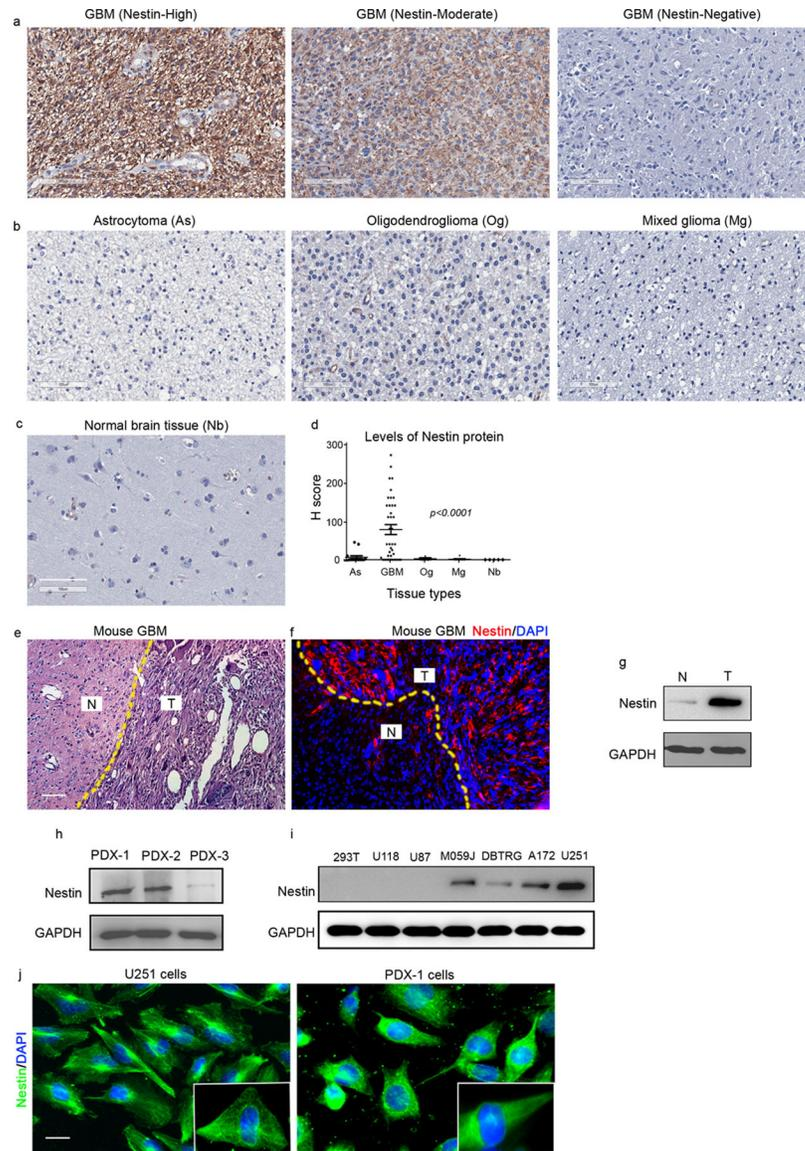 a
GBM (Nestin-High)
GBM (Nestin-Moderate)
GBM (Nestin-Negative)
b
Astrocytoma (As)
Oligodendroglioma (Og)
Mixed glioma (Mg)
c
Normal brain tissue (Nb)
d
Levels of Nestin protein
H score
300
200
100
0
p<0.0001
As GBM Og Mg Nb
Tissue types
e
Mouse GBM
N
T
f
Mouse GBM Nestin/DAPI
T
N
g
N T
Nestin
GAPDH
h
PDX-1 PDX-2 PDX-3
Nestin
GAPDH
i
293T U118 U87 M059J DBTRG A172 U251
Nestin
GAPDH
j
U251 cells
PDX-1 cells
Nestin/DAPI